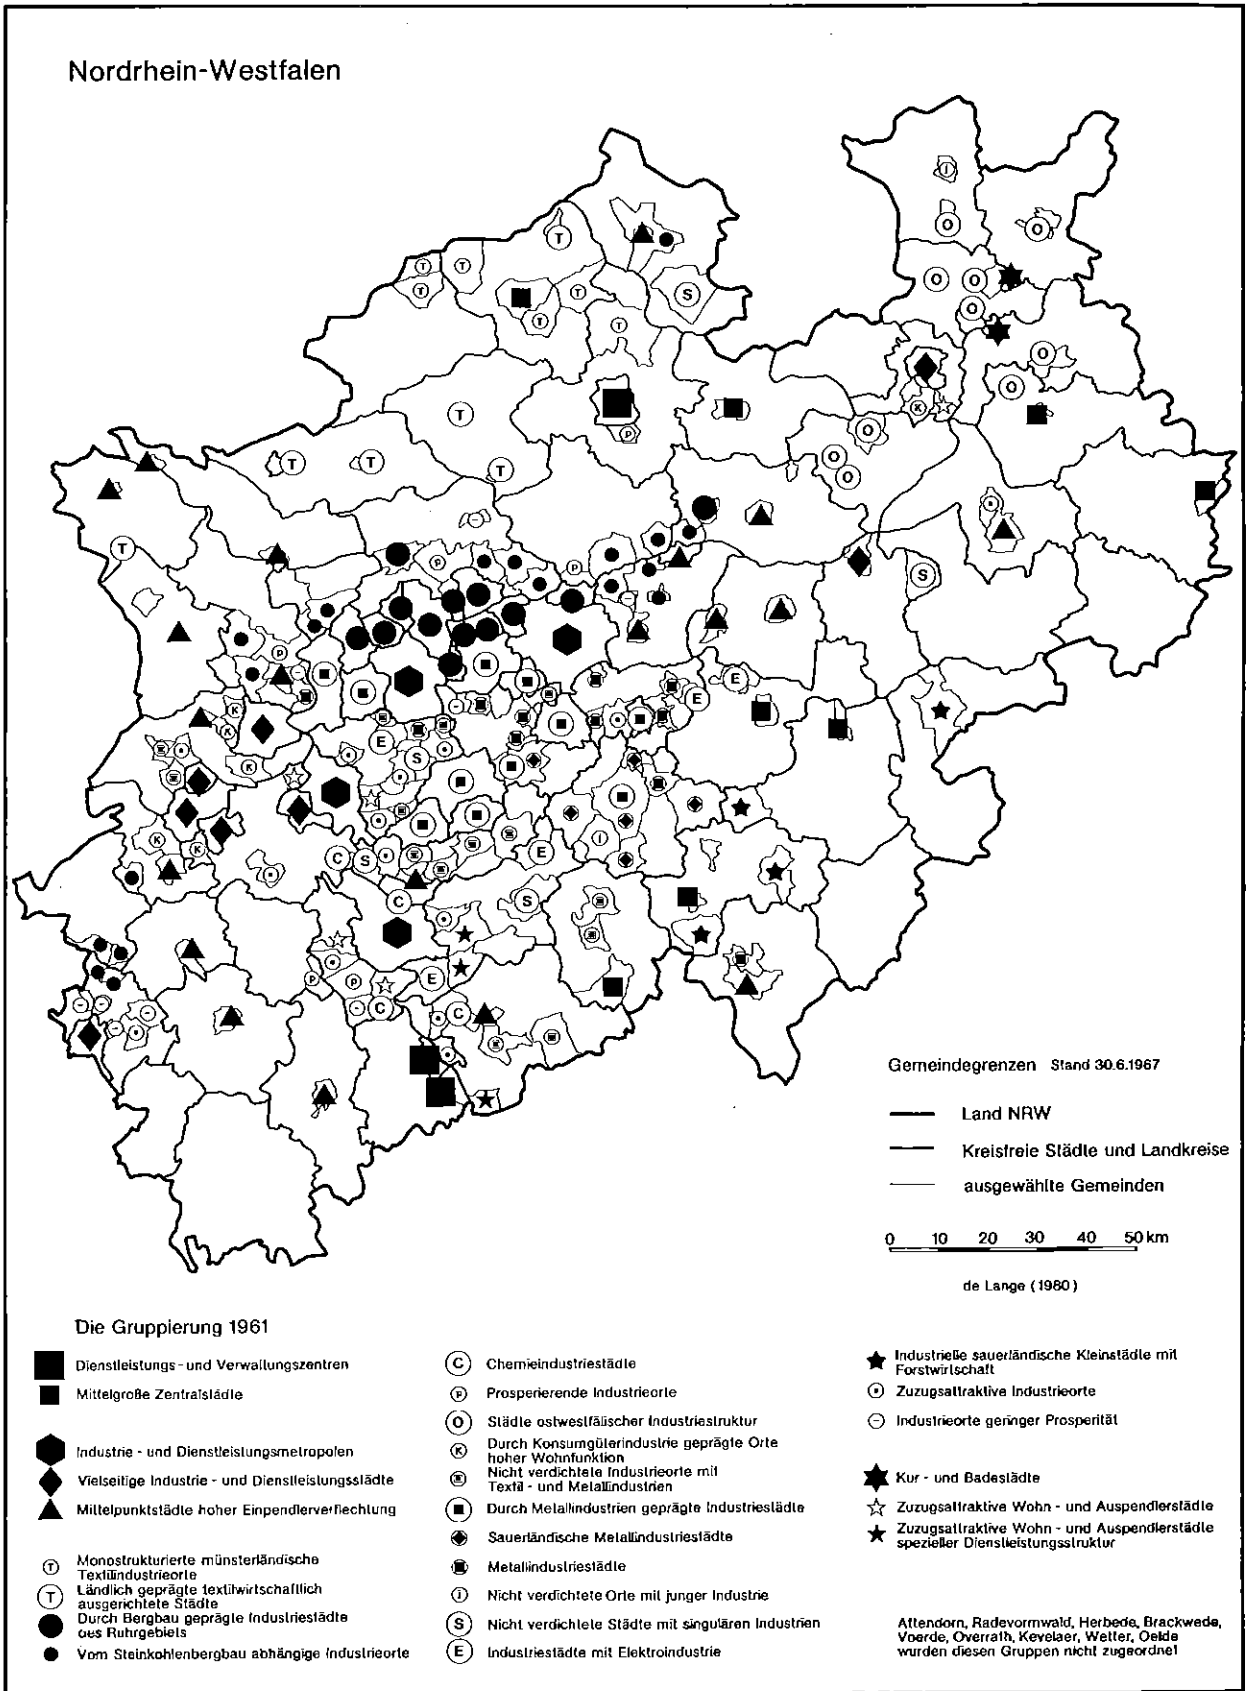 Nordrhein-Westfalen
Gemeindegrenzen Stand 30.6.1967
Land NRW
Kreisfreie Städte und Landkreise
ausgewählte Gemeinden
0 10 20 30 40 50 km
de Lange (1980)
Die Gruppierung 1961
Dienstleistungs- und Verwaltungszentren
Mittelgroße Zentralstädte
Industrie- und Dienstleistungsmetropolen
Vielseitige Industrie- und Dienstleistungsstädte
Mittelpunktstädte hoher Einpendlerverflechtung
T Monostrukturierte münsterländische
Textilindustrieorte
T Ländlich geprägte textilwirtschaftlich
ausgerichtete Städte
Durch Bergbau geprägte Industriestädte
des Ruhrgebiets
Vom Steinkohlenbergbau abhängige Industrieorte
C Chemieindustriestädte
P Prosperierende Industrieorte
O Städte ostwestfälischer Industriestruktur
K Durch Konsumgüterindustrie geprägte Orte
hoher Wohnfunktion
Nicht verdichtete Industrieorte mit
Textil- und Metallindustrien
Durch Metallindustrien geprägte Industriestädte
Sauerländische Metallindustriestädte
Metallindustriestädte
I Nicht verdichtete Orte mit junger Industrie
S Nicht verdichtete Städte mit singulären Industrien
E Industriestädte mit Elektroindustrie
Industrielle sauerländische Kleinstädte mit
Forstwirtschaft
Zuzugsattraktive Industrieorte
Industrieorte geringer Prosperität
Kur- und Badestädte
Zuzugsattraktive Wohn- und Auspendlerstädte
Zuzugsattraktive Wohn- und Auspendlerstädte
spezieller Dienstleistungsstruktur
Attendorn, Radevormwald, Herbede, Brackwede,
Voerde, Overrath, Kevelaer, Wetter, Oelde
wurden diesen Gruppen nicht zugeordnet